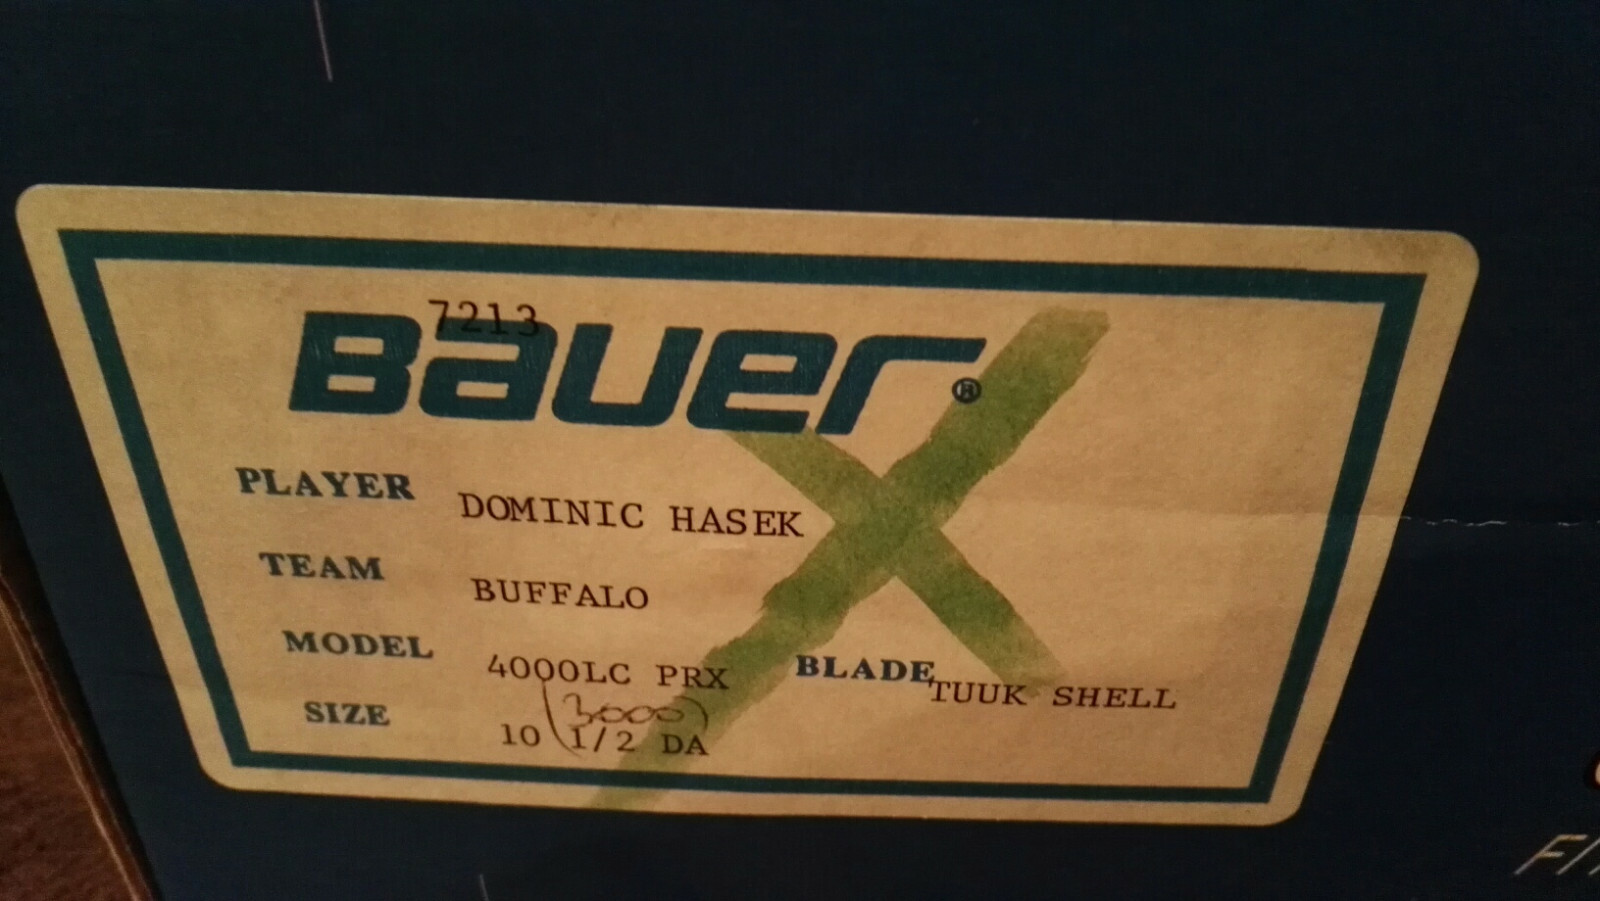 7213
Bauer®
PLAYER DOMINIC HASEK
TEAM BUFFALO
MODEL 4000LC PRX BLADE TUUK SHELL
(3000)
SIZE 10 1/2 DA